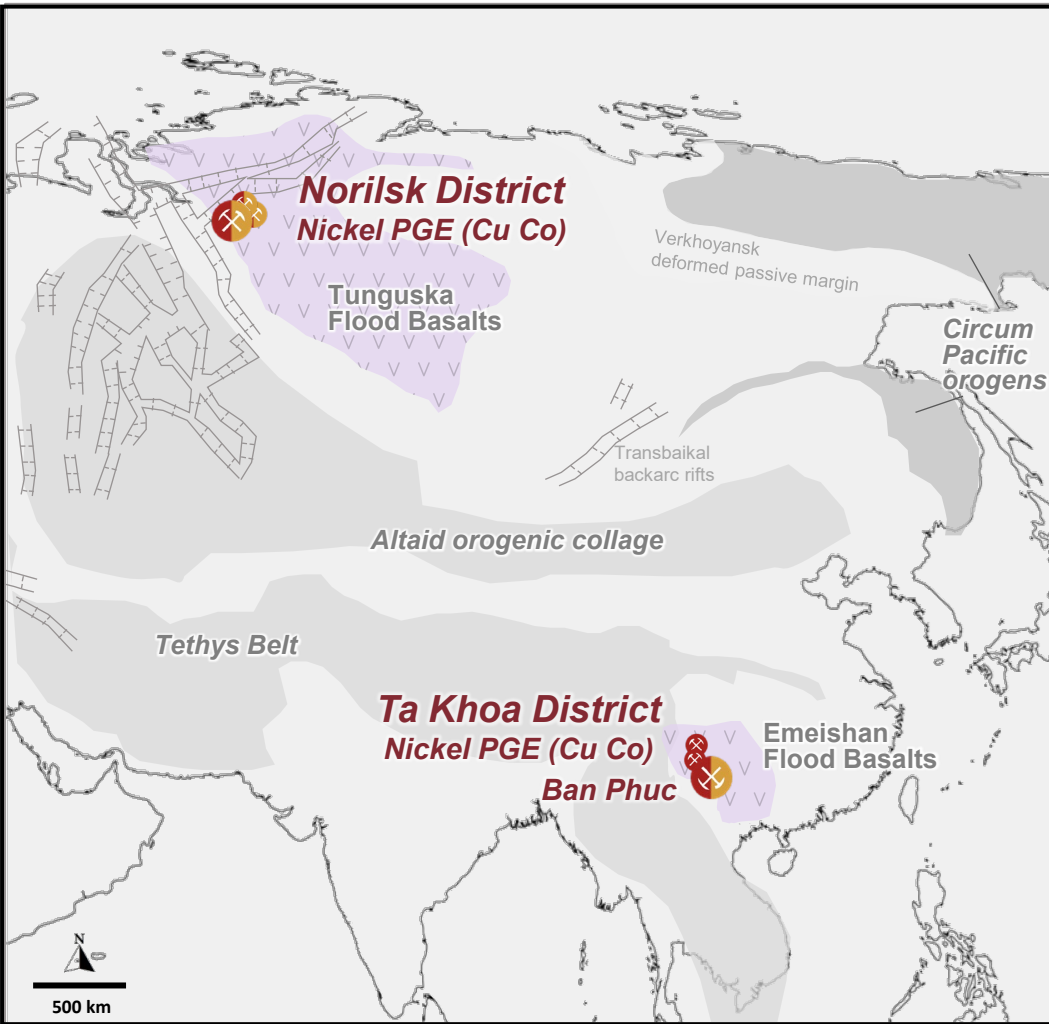 Norilsk District
Nickel PGE (Cu Co)
Verkhoyansk
deformed passive margin
Tunguska
Flood Basalts
Circum
Pacific
orogens
Transbaikal
backarc rifts
Altaid orogenic collage
Tethys Belt
Ta Khoa District
Nickel PGE (Cu Co)
Ban Phuc
Emeishan
Flood Basalts
N
500 km